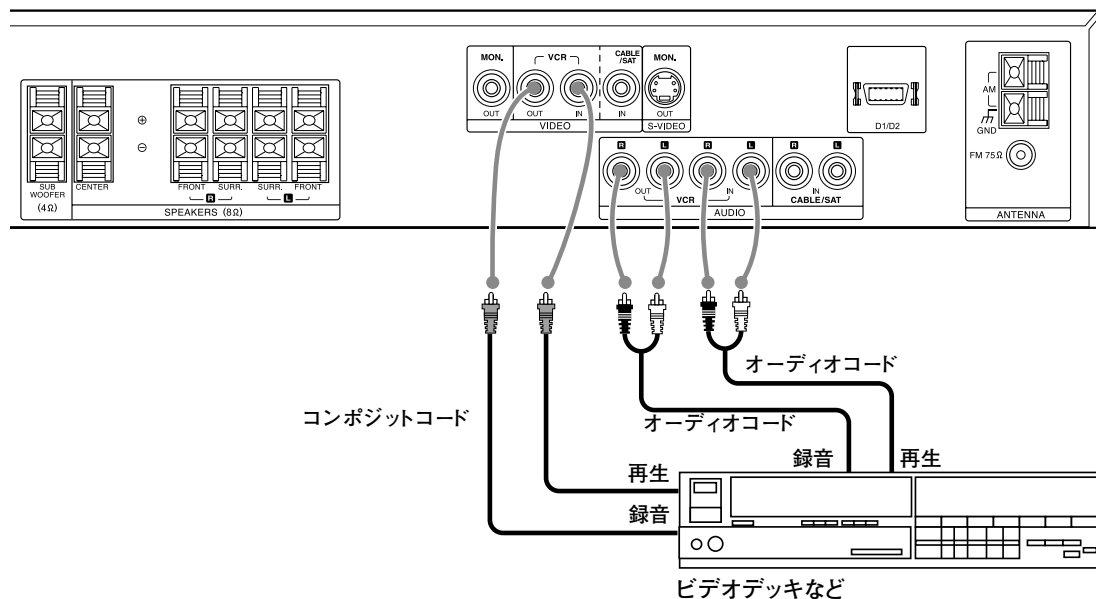 MON.
VCR
CABLE
/SAT
MON.
OUT
OUT
IN
IN
OUT
VIDEO
S-VIDEO
D1/D2
AM
GND
FM 75Ω
ANTENNA
⊕
⊖
SUB
WOOFER
(4Ω)
CENTER
FRONT
SURR.
SURR.
FRONT
R
L
SPEAKERS (8Ω)
R
L
R
L
R
L
OUT
IN
VCR
IN
CABLE/SAT
AUDIO
オーディオコード
コンポジットコード
オーディオコード
録音
再生
再生
録音
ビデオデッキなど